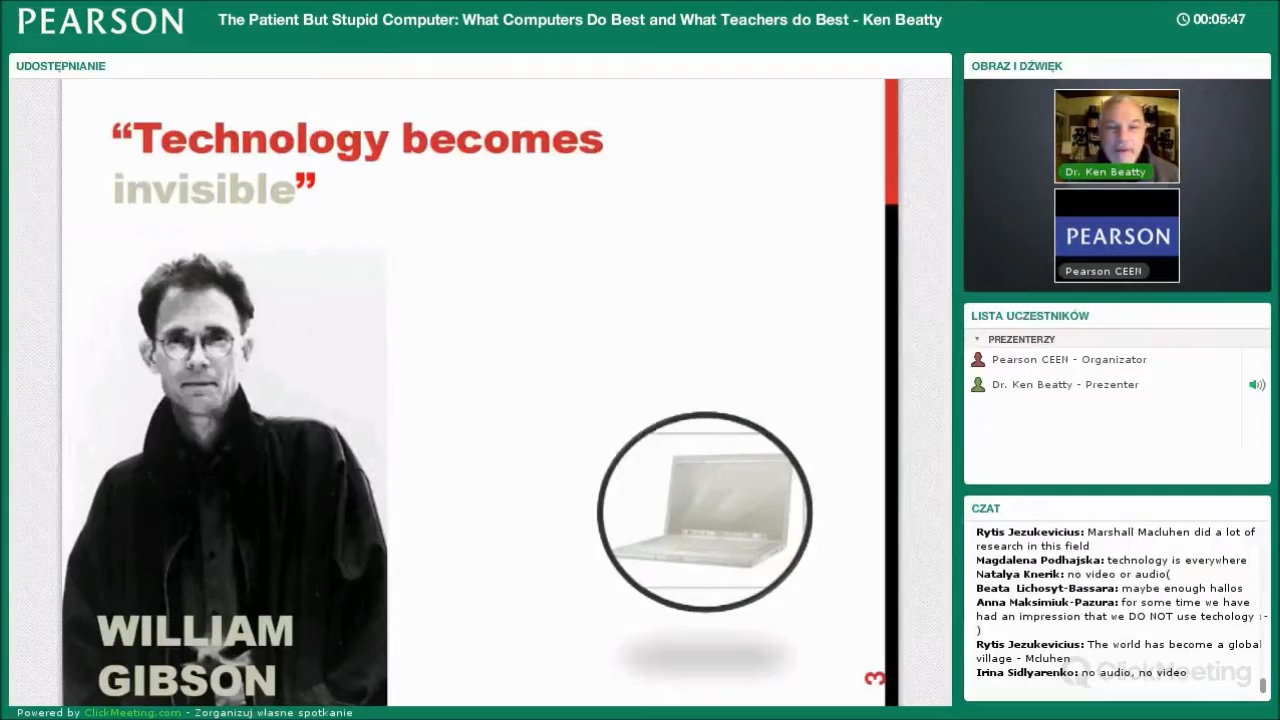 PEARSON
The Patient But Stupid Computer: What Computers Do Best and What Teachers do Best - Ken Beatty
00:05:47
UDOSTĘPNIANIE
“Technology becomes
invisible”
WILLIAM
GIBSON
3
OBRAZ I DŹWIĘK
Dr. Ken Beatty
PEARSON
Pearson CEEN
LISTA UCZESTNIKÓW
PREZENTERZY
Pearson CEEN - Organizator
Dr. Ken Beatty - Prezenter
CZAT
Rytis Jezukevicius: Marshall Macluhen did a lot of
research in this field
Magdalena Podhajska: technology is everywhere
Natalya Knerik: no video or audio(
Beata Lichosyt-Bassara: maybe enough hallos
Anna Maksimiuk-Pazura: for some time we have
had an impression that we DO NOT use techology :-
)
Rytis Jezukevicius: The world has become a global
village - Mcluhen
Irina Sidlyarenko: no audio, no video
ClickMeeting
Powered by ClickMeeting.com - Zorganizuj własne spotkanie